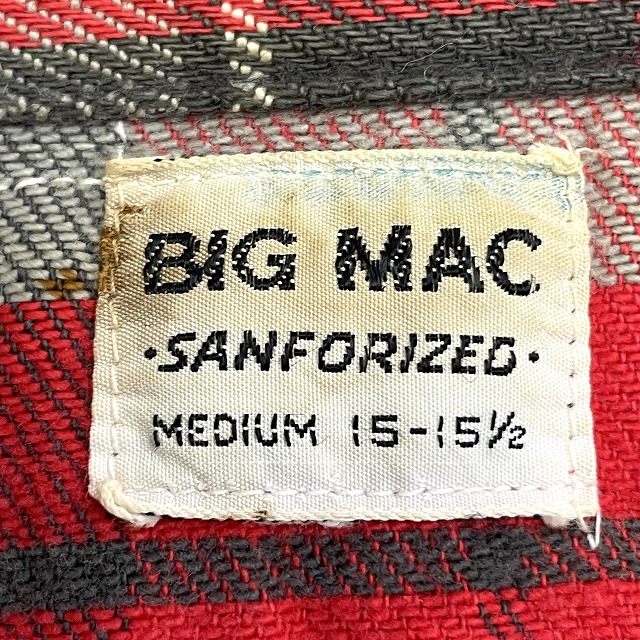 BIG MAC
·SANFORIZED·
MEDIUM 15-15½